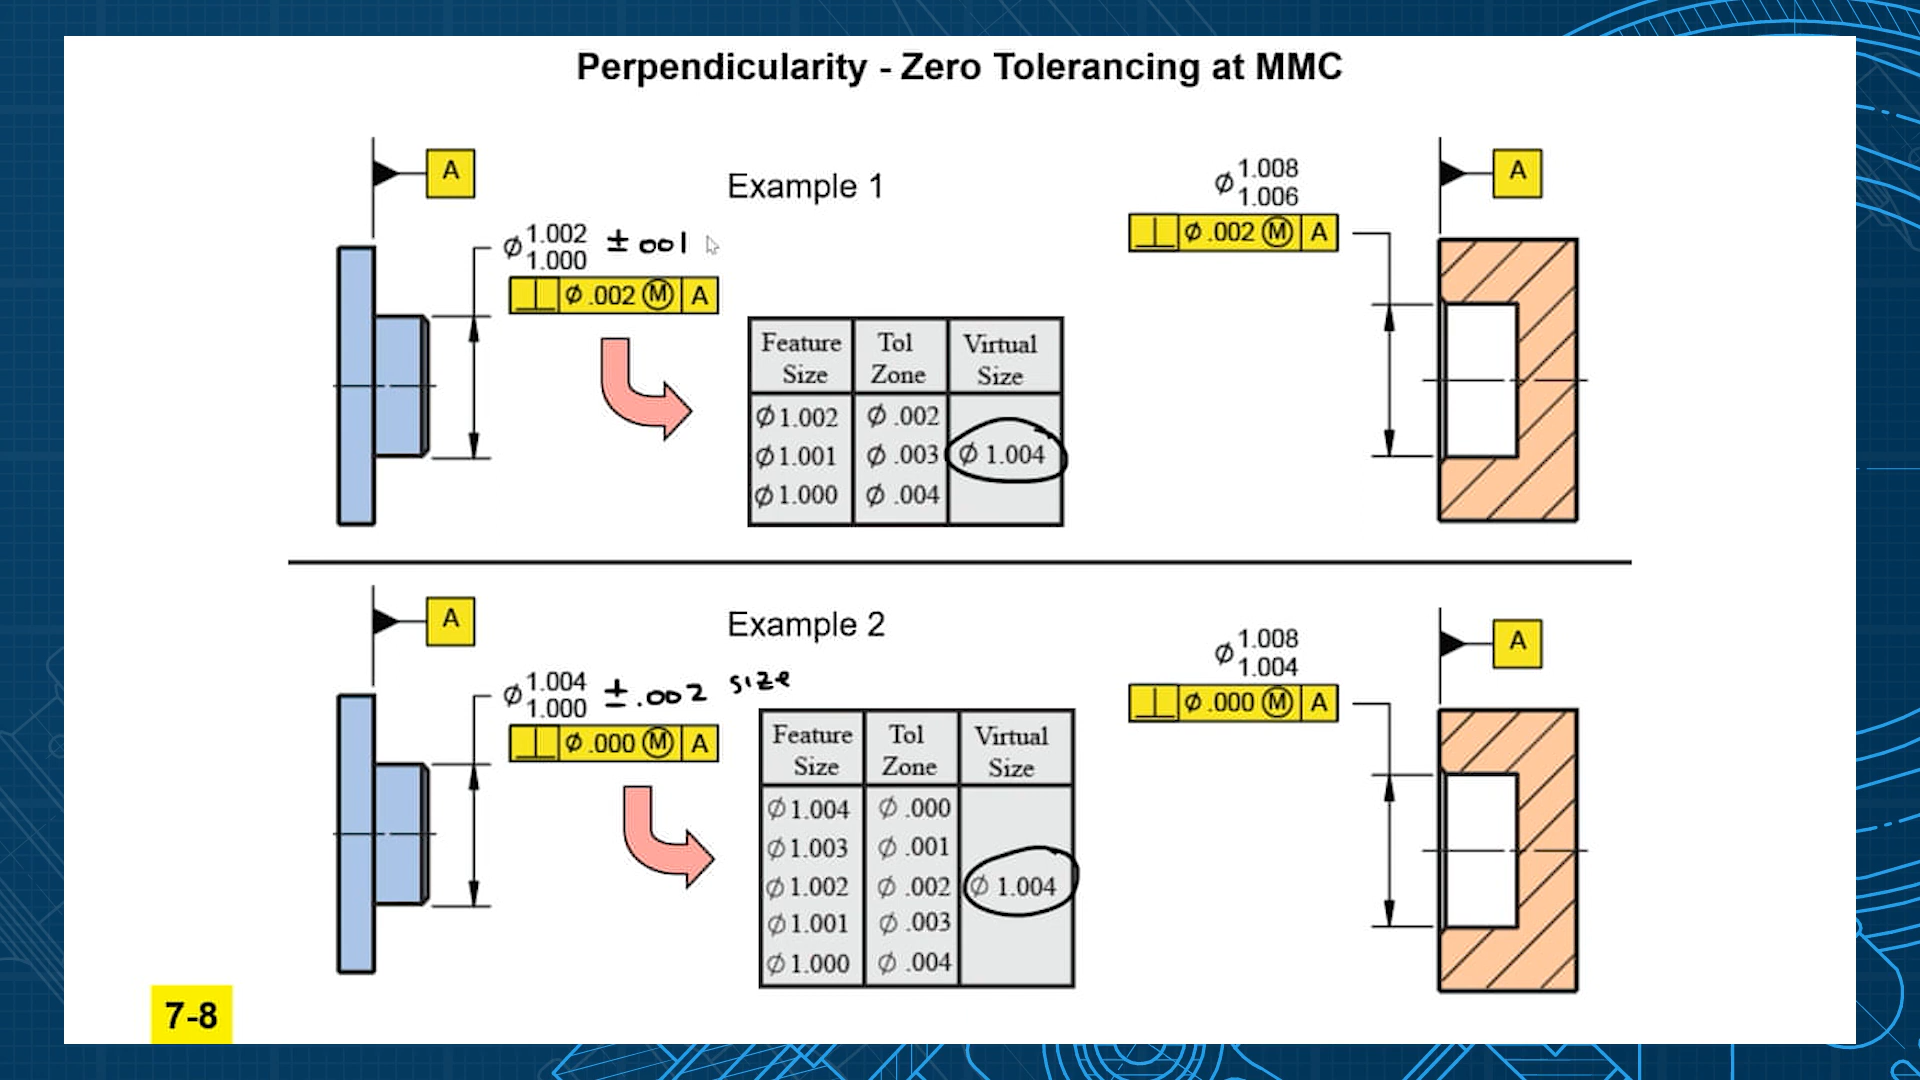 Perpendicularity - Zero Tolerancing at MMC
A
Example 1
⌀ 1.002
1.000
± 001
⟂ ⌀ .002 Ⓜ A
Feature Size Tol Zone Virtual Size
⌀ 1.002 ⌀ .002
⌀ 1.001 ⌀ .003 ⌀ 1.004
⌀ 1.000 ⌀ .004
⌀ 1.008
1.006
⟂ ⌀ .002 Ⓜ A
A
A
Example 2
⌀ 1.004
1.000
± .002 size
⟂ ⌀ .000 Ⓜ A
Feature Size Tol Zone Virtual Size
⌀ 1.004 ⌀ .000
⌀ 1.003 ⌀ .001
⌀ 1.002 ⌀ .002 ⌀ 1.004
⌀ 1.001 ⌀ .003
⌀ 1.000 ⌀ .004
⌀ 1.008
1.004
⟂ ⌀ .000 Ⓜ A
A
7-8